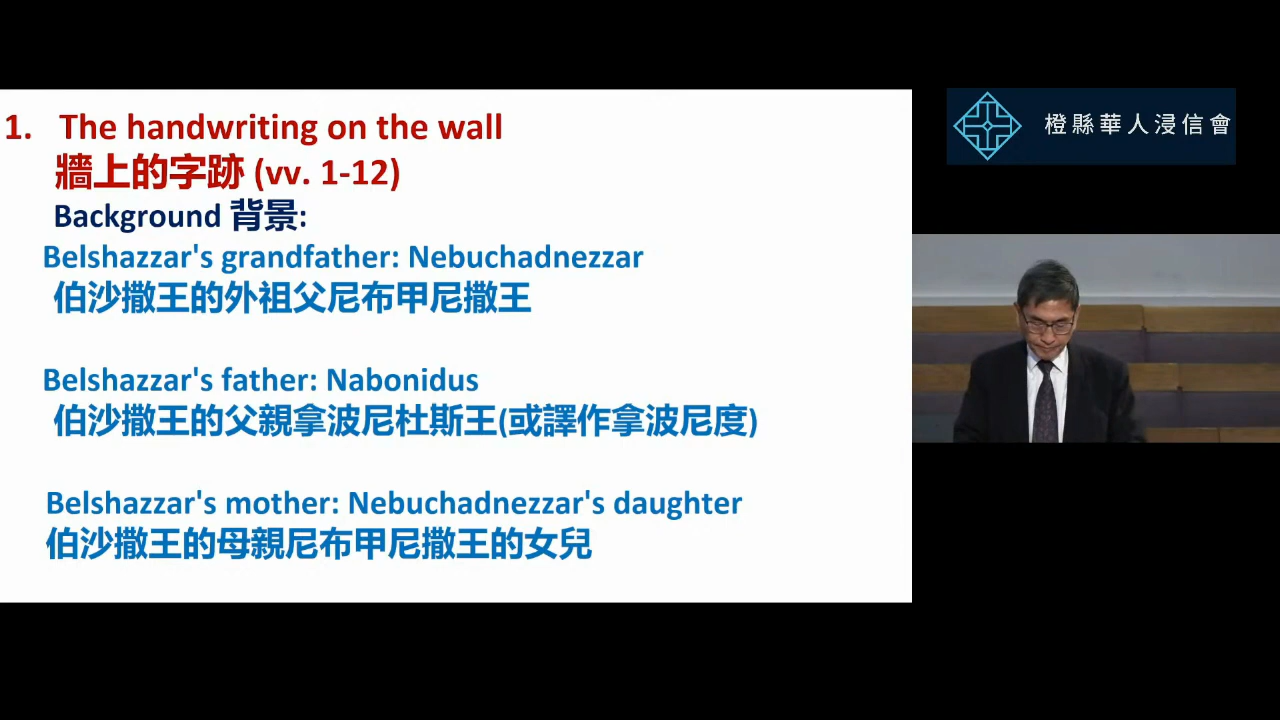 1. The handwriting on the wall
牆上的字跡 (vv. 1-12)
Background 背景:
Belshazzar's grandfather: Nebuchadnezzar
伯沙撒王的外祖父尼布甲尼撒王
Belshazzar's father: Nabonidus
伯沙撒王的父親拿波尼杜斯王(或譯作拿波尼度)
Belshazzar's mother: Nebuchadnezzar's daughter
伯沙撒王的母親尼布甲尼撒王的女兒
橙縣華人浸信會